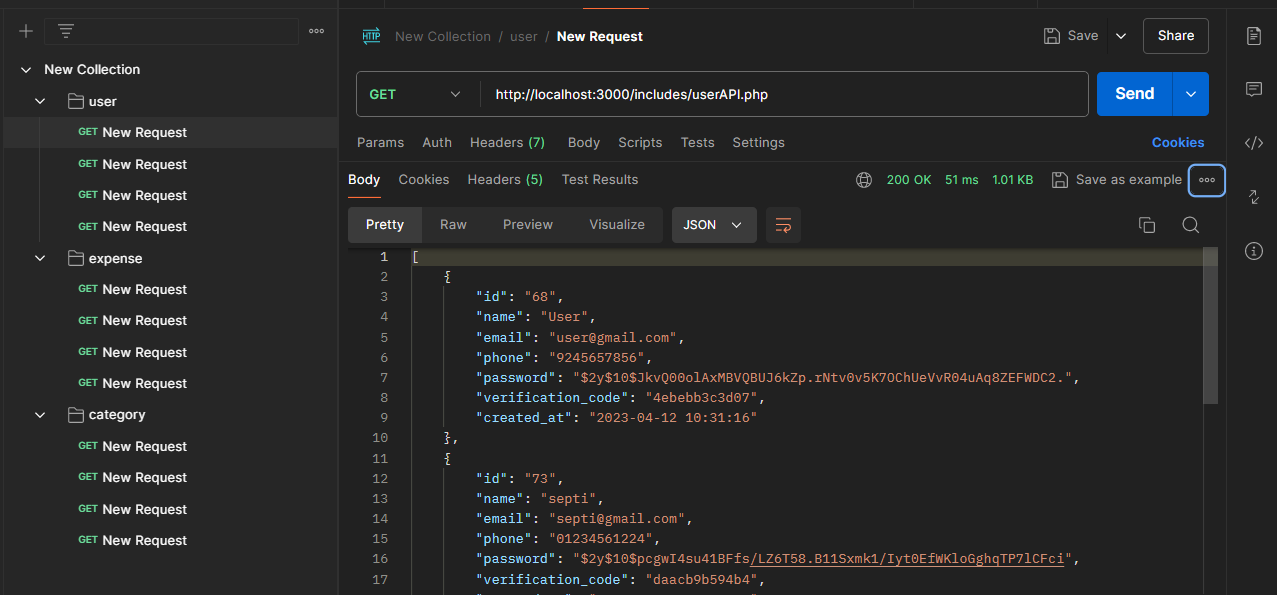 New Collection / user / New Request
Save
Share
New Collection
user
GET New Request
GET New Request
GET New Request
GET New Request
expense
GET New Request
GET New Request
GET New Request
GET New Request
category
GET New Request
GET New Request
GET New Request
GET New Request
HTTP
GET
http://localhost:3000/includes/userAPI.php
Send
Params Auth Headers (7) Body Scripts Tests Settings
Cookies
Body Cookies Headers (5) Test Results
200 OK 51 ms 1.01 KB
Save as example
Pretty Raw Preview Visualize
JSON
1 [
2 {
3 "id": "68",
4 "name": "User",
5 "email": "user@gmail.com",
6 "phone": "9245657856",
7 "password": "$2y$10$JkvQ00olAxMBVQBUJ6kZp.rNtv0v5K7OChUeVvR04uAq8ZEFWDC2.",
8 "verification_code": "4ebebb3c3d07",
9 "created_at": "2023-04-12 10:31:16"
10 },
11 {
12 "id": "73",
13 "name": "septi",
14 "email": "septi@gmail.com",
15 "phone": "01234561224",
16 "password": "$2y$10$pcgwI4su41BFfs/LZ6T58.B11Sxmk1/Iyt0EfWKloGghqTP7lCFci",
17 "verification_code": "daacb9b594b4",